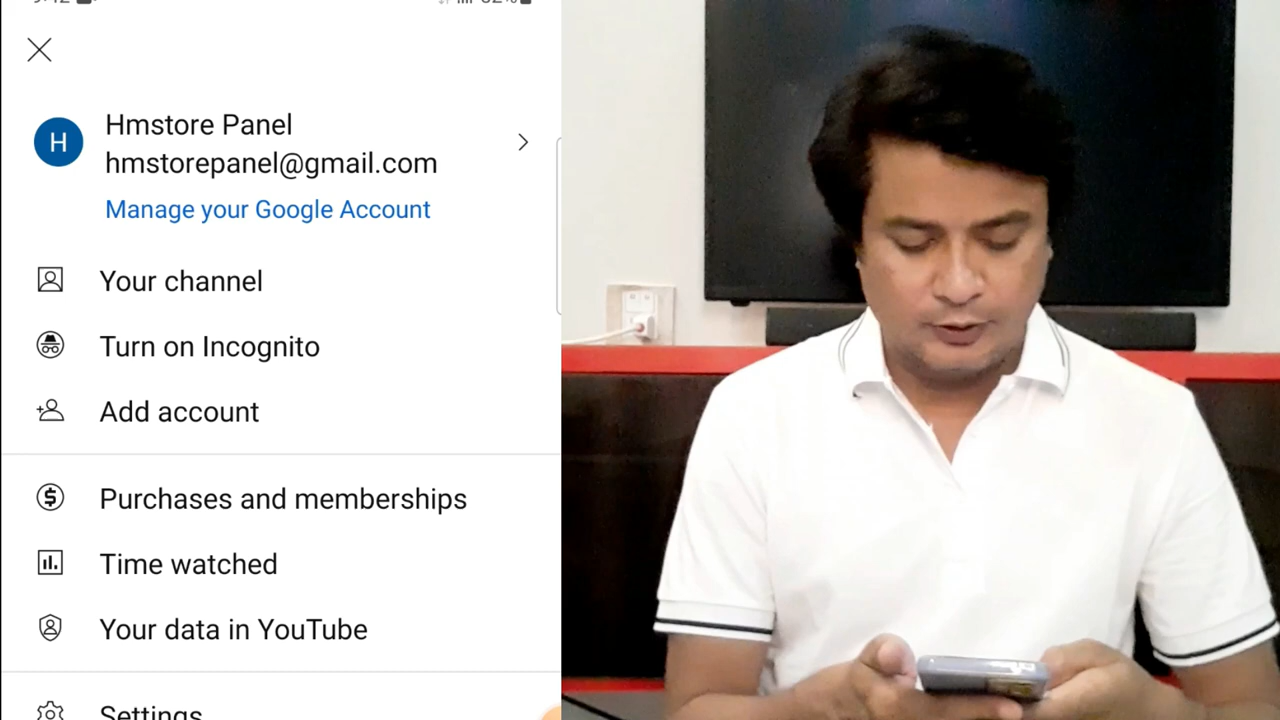 H
Hmstore Panel
hmstorepanel@gmail.com
Manage your Google Account
Your channel
Turn on Incognito
Add account
Purchases and memberships
Time watched
Your data in YouTube
Settings